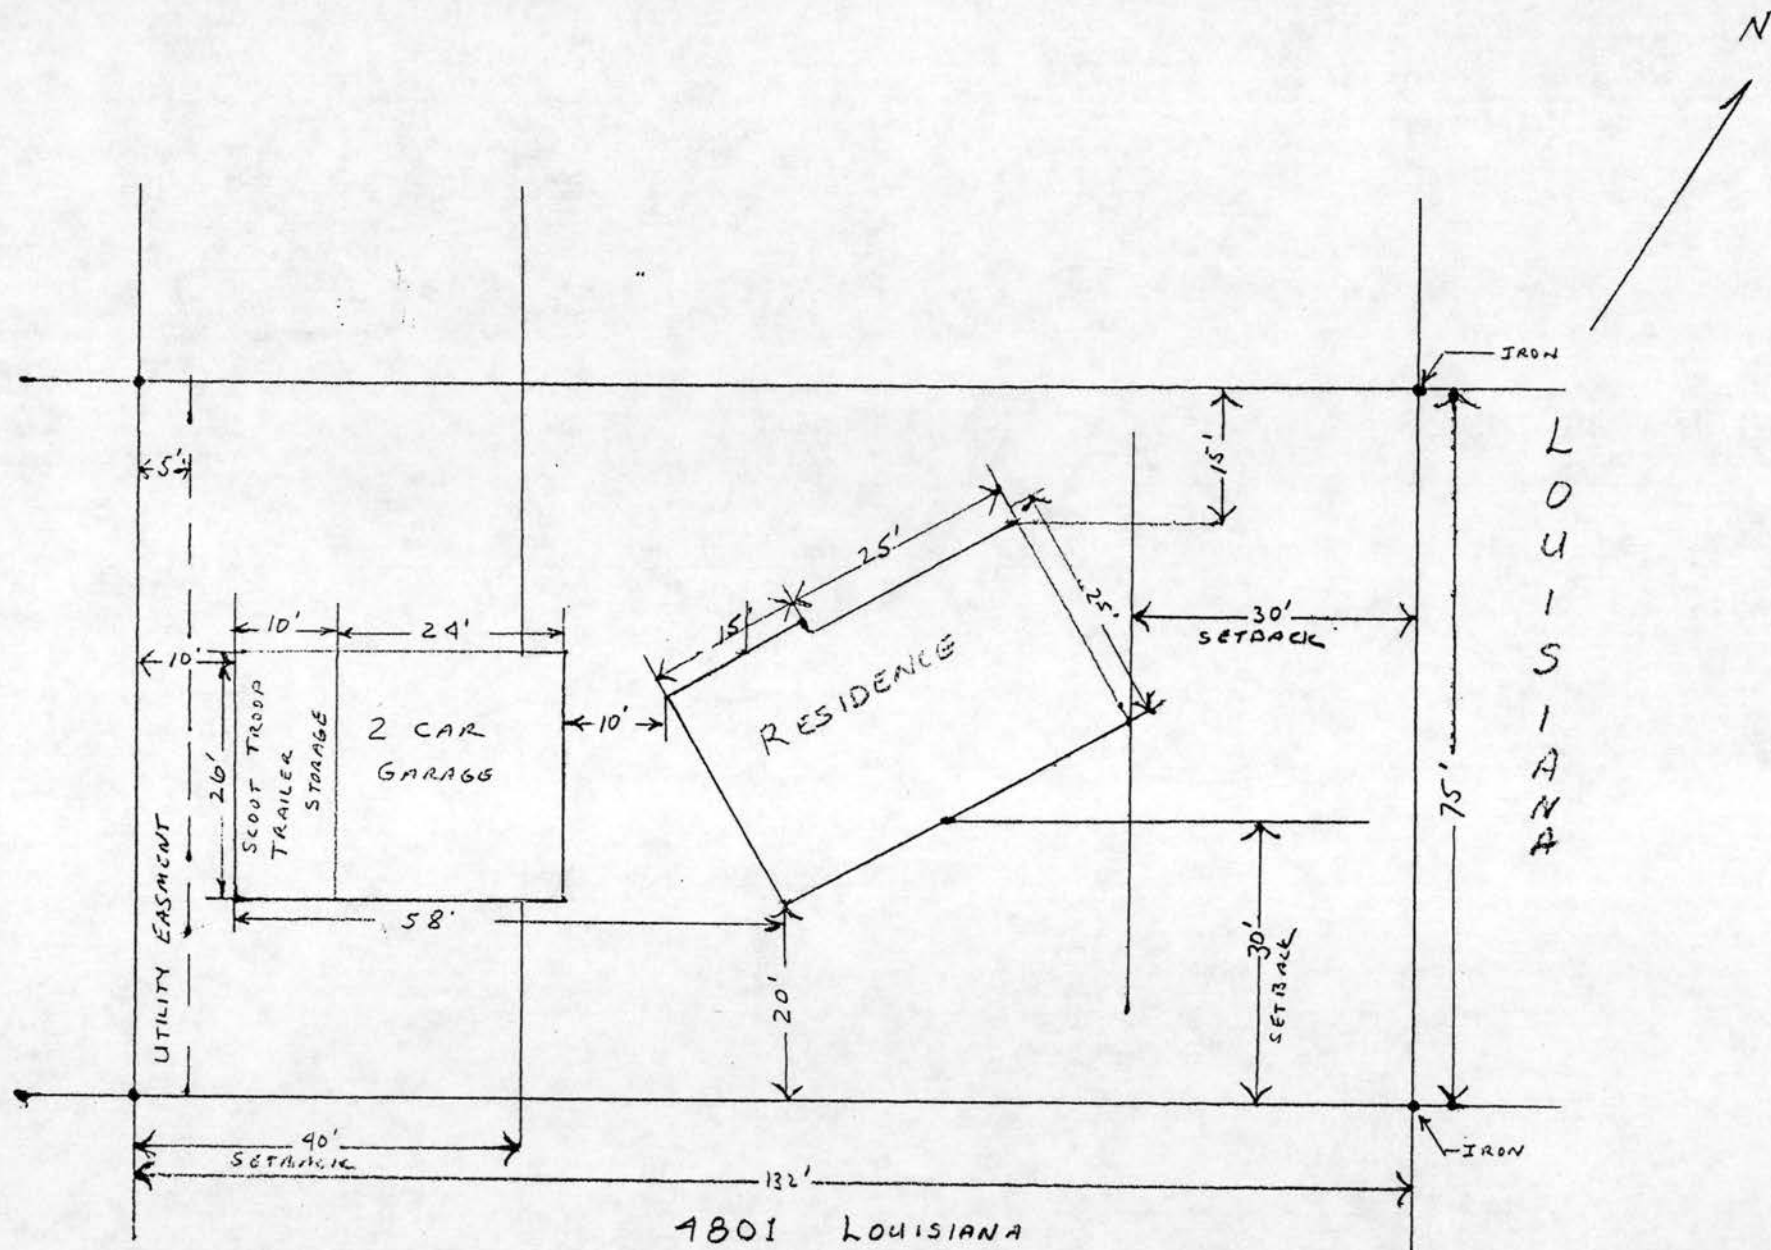 N
IRON
LOUISIANA
5'
15'
25'
15'
25'
30'
SETBACK
10'
24'
10'
RESIDENCE
SCOUT TROOP
TRAILER
STORAGE
2 CAR
GARAGE
10'
26'
75'
UTILITY EASMENT
58'
20'
30'
SETBACK
IRON
40'
SETBACK
132'
4801 LOUISIANA